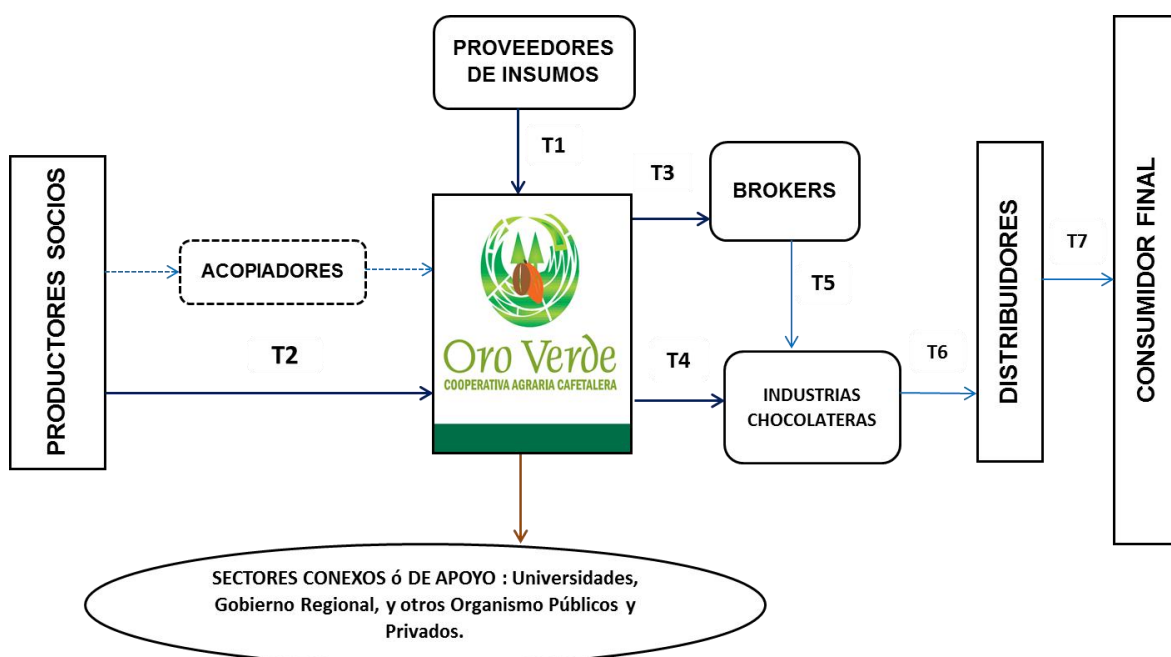 PROVEEDORES
DE INSUMOS
T1
T3
BROKERS
PRODUCTORES SOCIOS
ACOPIADORES
T2
Oro Verde
COOPERATIVA AGRARIA CAFETALERA
T4
T5
INDUSTRIAS
CHOCOLATERAS
T6
DISTRIBUIDORES
T7
CONSUMIDOR FINAL
SECTORES CONEXOS ó DE APOYO : Universidades,
Gobierno Regional, y otros Organismo Públicos y
Privados.